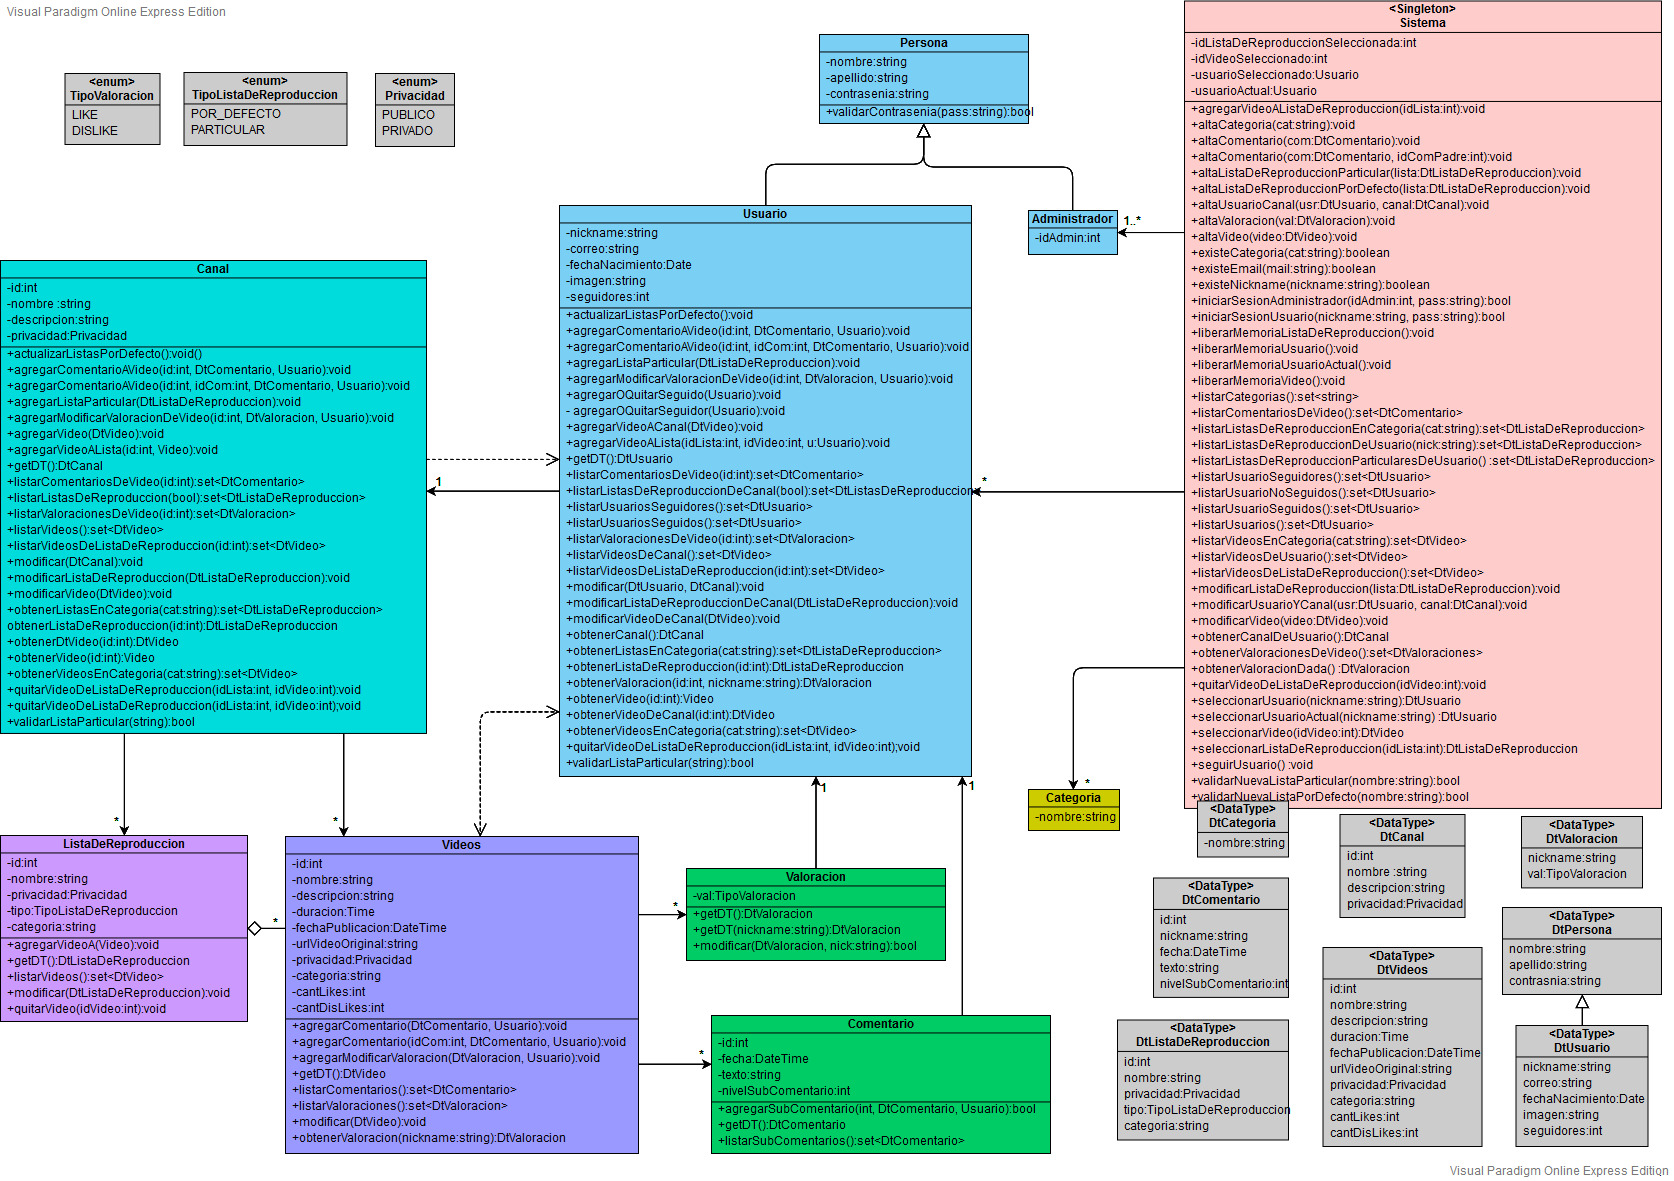 Visual Paradigm Online Express Edition
<enum>
TipoValoracion
LIKE
DISLIKE
<enum>
TipoListaDeReproduccion
POR_DEFECTO
PARTICULAR
<enum>
Privacidad
PUBLICO
PRIVADO
Persona
-nombre:string
-apellido:string
-contrasenia:string
+validarContrasenia(pass:string):bool
<Singleton>
Sistema
-idListaDeReproduccionSeleccionada:int
-idVideoSeleccionado:int
-usuarioSeleccionado:Usuario
-usuarioActual:Usuario
+agregarVideoAListaDeReproduccion(idLista:int):void
+altaCategoria(cat:string):void
+altaComentario(com:DtComentario):void
+altaComentario(com:DtComentario, idComPadre:int):void
+altaListaDeReproduccionParticular(lista:DtListaDeReproduccion):void
+altaListaDeReproduccionPorDefecto(lista:DtListaDeReproduccion):void
+altaUsuarioCanal(usr:DtUsuario, canal:DtCanal):void
+altaValoracion(val:DtValoracion):void
+altaVideo(video:DtVideo):void
+existeCategoria(cat:string):boolean
+existeEmail(mail:string):boolean
+existeNickname(nickname:string):boolean
+iniciarSesionAdministrador(idAdmin:int, pass:string):bool
+iniciarSesionUsuario(nickname:string, pass:string):bool
+liberarMemoriaListaDeReproduccion():void
+liberarMemoriaUsuario():void
+liberarMemoriaUsuarioActual():void
+liberarMemoriaVideo():void
+listarCategorias():set<string>
+listarComentariosDeVideo():set<DtComentario>
+listarListasDeReproduccionEnCategoria(cat:string):set<DtListaDeReproduccion>
+listarListasDeReproduccionDeUsuario(nick:string):set<DtListaDeReproduccion>
+listarListasDeReproduccionParticularesDeUsuario() :set<DtListaDeReproduccion>
+listarUsuarioSeguidores():set<DtUsuario>
+listarUsuarioNoSeguidos():set<DtUsuario>
+listarUsuarioSeguidos():set<DtUsuario>
+listarUsuarios():set<DtUsuario>
+listarVideosEnCategoria(cat:string):set<DtVideo>
+listarVideosDeUsuario():set<DtVideo>
+listarVideosDeListaDeReproduccion():set<DtVideo>
+modificarListaDeReproduccion(lista:DtListaDeReproduccion):void
+modificarUsuarioYCanal(usr:DtUsuario, canal:DtCanal):void
+modificarVideo(video:DtVideo):void
+obtenerCanalDeUsuario():DtCanal
+obtenerValoracionesDeVideo():set<DtValoraciones>
+obtenerValoracionDada() :DtValoracion
+quitarVideoDeListaDeReproduccion(idVideo:int):void
+seleccionarUsuario(nickname:string):DtUsuario
+seleccionarUsuarioActual(nickname:string) :DtUsuario
+seleccionarVideo(idVideo:int):DtVideo
+seleccionarListaDeReproduccion(idLista:int):DtListaDeReproduccion
+seguirUsuario() :void
+validarNuevaListaParticular(nombre:string):bool
+validarNuevaListaPorDefecto(nombre:string):bool
Administrador
-idAdmin:int
1..*
Usuario
-nickname:string
-correo:string
-fechaNacimiento:Date
-imagen:string
-seguidores:int
+actualizarListasPorDefecto():void
+agregarComentarioAVideo(id:int, DtComentario, Usuario):void
+agregarComentarioAVideo(id:int, idCom:int, DtComentario, Usuario):void
+agregarListaParticular(DtListaDeReproduccion):void
+agregarModificarValoracionDeVideo(id:int, DtValoracion, Usuario):void
+agregarOQuitarSeguido(Usuario):void
- agregarOQuitarSeguidor(Usuario):void
+agregarVideoACanal(DtVideo):void
+agregarVideoALista(idLista:int, idVideo:int, u:Usuario):void
+getDT():DtUsuario
+listarComentariosDeVideo(id:int):set<DtComentario>
+listarListasDeReproduccionDeCanal(bool):set<DtListasDeReproduccion
+listarUsuariosSeguidores():set<DtUsuario>
+listarUsuariosSeguidos():set<DtUsuario>
+listarValoracionesDeVideo(id:int):set<DtValoracion>
+listarVideosDeCanal():set<DtVideo>
+listarVideosDeListaDeReproduccion(id:int):set<DtVideo>
+modificar(DtUsuario, DtCanal):void
+modificarListaDeReproduccionDeCanal(DtListaDeReproduccion):void
+modificarVideoDeCanal(DtVideo):void
+obtenerCanal():DtCanal
+obtenerListasEnCategoria(cat:string):set<DtListaDeReproduccion>
+obtenerListaDeReproduccion(id:int):DtListaDeReproduccion
+obtenerValoracion(id:int, nickname:string):DtValoracion
+obtenerVideo(id:int):Video
+obtenerVideoDeCanal(id:int):DtVideo
+obtenerVideosEnCategoria(cat:string):set<DtVideo>
+quitarVideoDeListaDeReproduccion(idLista:int, idVideo:int);void
+validarListaParticular(string):bool
*
Canal
-id:int
-nombre :string
-descripcion:string
-privacidad:Privacidad
+actualizarListasPorDefecto():void()
+agregarComentarioAVideo(id:int, DtComentario, Usuario):void
+agregarComentarioAVideo(id:int, idCom:int, DtComentario, Usuario):void
+agregarListaParticular(DtListaDeReproduccion):void
+agregarModificarValoracionDeVideo(id:int, DtValoracion, Usuario):void
+agregarVideo(DtVideo):void
+agregarVideoALista(id:int, Video):void
+getDT():DtCanal
+listarComentariosDeVideo(id:int):set<DtComentario>
+listarListasDeReproduccion(bool):set<DtListaDeReproduccion>
+listarValoracionesDeVideo(id:int):set<DtValoracion>
+listarVideos():set<DtVideo>
+listarVideosDeListaDeReproduccion(id:int):set<DtVideo>
+modificar(DtCanal):void
+modificarListaDeReproduccion(DtListaDeReproduccion):void
+modificarVideo(DtVideo):void
+obtenerListasEnCategoria(cat:string):set<DtListaDeReproduccion>
obtenerListaDeReproduccion(id:int):DtListaDeReproduccion
+obtenerDtVideo(id:int):DtVideo
+obtenerVideo(id:int):Video
+obtenerVideosEnCategoria(cat:string):set<DtVideo>
+quitarVideoDeListaDeReproduccion(idLista:int, idVideo:int):void
+quitarVideoDeListaDeReproduccion(idLista:int, idVideo:int);void
+validarListaParticular(string):bool
1
*
*
1
1
*
Categoria
-nombre:string
ListaDeReproduccion
-id:int
-nombre:string
-privacidad:Privacidad
-tipo:TipoListaDeReproduccion
-categoria:string
+agregarVideoA(Video):void
+getDT():DtListaDeReproduccion
+listarVideos():set<DtVideo>
+modificar(DtListaDeReproduccion):void
+quitarVideo(idVideo:int):void
*
Videos
-id:int
-nombre:string
-descripcion:string
-duracion:Time
-fechaPublicacion:DateTime
-urlVideoOriginal:string
-privacidad:Privacidad
-categoria:string
-cantLikes:int
-cantDisLikes:int
+agregarComentario(DtComentario, Usuario):void
+agregarComentario(idCom:int, DtComentario, Usuario):void
+agregarModificarValoracion(DtValoracion, Usuario):void
+getDT():DtVideo
+listarComentarios():set<DtComentario>
+listarValoraciones():set<DtValoracion>
+modificar(DtVideo):void
+obtenerValoracion(nickname:string):DtValoracion
*
*
Valoracion
-val:TipoValoracion
+getDT():DtValoracion
+getDT(nickname:string):DtValoracion
+modificar(DtValoracion, nick:string):bool
Comentario
-id:int
-fecha:DateTime
-texto:string
-nivelSubComentario:int
+agregarSubComentario(int, DtComentario, Usuario):bool
+getDT():DtComentario
+listarSubComentarios():set<DtComentario>
<DataType>
DtCategoria
-nombre:string
<DataType>
DtCanal
id:int
nombre :string
descripcion:string
privacidad:Privacidad
<DataType>
DtValoracion
nickname:string
val:TipoValoracion
<DataType>
DtComentario
id:int
nickname:string
fecha:DateTime
texto:string
nivelSubComentario:int
<DataType>
DtPersona
nombre:string
apellido:string
contrasnia:string
<DataType>
DtVideos
id:int
nombre:string
descripcion:string
duracion:Time
fechaPublicacion:DateTime
urlVideoOriginal:string
privacidad:Privacidad
categoria:string
cantLikes:int
cantDisLikes:int
<DataType>
DtListaDeReproduccion
id:int
nombre:string
privacidad:Privacidad
tipo:TipoListaDeReproduccion
categoria:string
<DataType>
DtUsuario
nickname:string
correo:string
fechaNacimiento:Date
imagen:string
seguidores:int
Visual Paradigm Online Express Edition